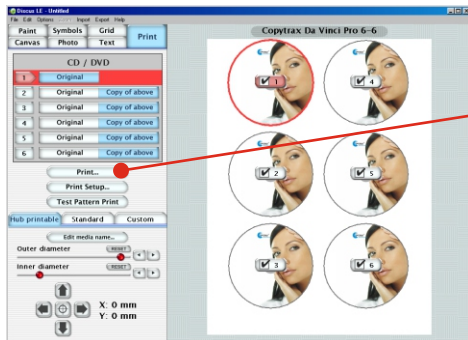 Discus LE - Untitled
File Edit Options Import Export Help
Paint Symbols Grid Print
Canvas Photo Text
CD / DVD
1 Original
2 Original Copy of above
3 Original Copy of above
4 Original Copy of above
5 Original Copy of above
6 Original Copy of above
Print...
Print Setup...
Test Pattern Print
Hub printable Standard Custom
Edit media name...
Outer diameter RESET
Inner diameter RESET
X: 0 mm
Y: 0 mm
Copytrax Da Vinci Pro 6-6
1 4
2 5
3 6